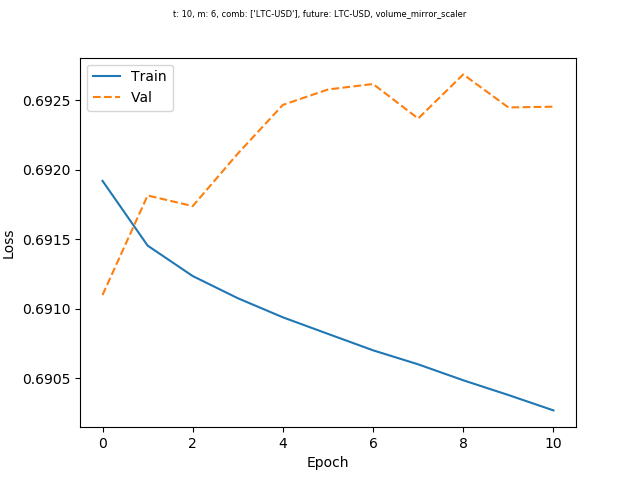 t: 10, m: 6, comb: ['LTC-USD'], future: LTC-USD, volume_mirror_scaler
Train
Val
0.6925
0.6920
0.6915
0.6910
0.6905
Loss
0 2 4 6 8 10
Epoch